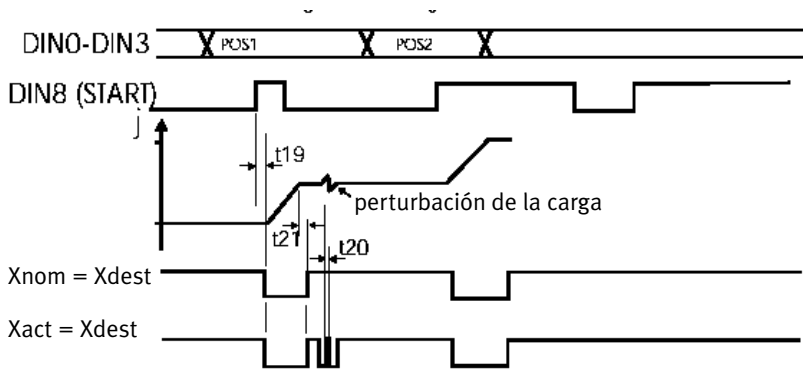 DIN0-DIN3 POS1 POS2
DIN8 (START)
j
t19
perturbación de la carga
t21
t20
Xnom = Xdest
Xact = Xdest